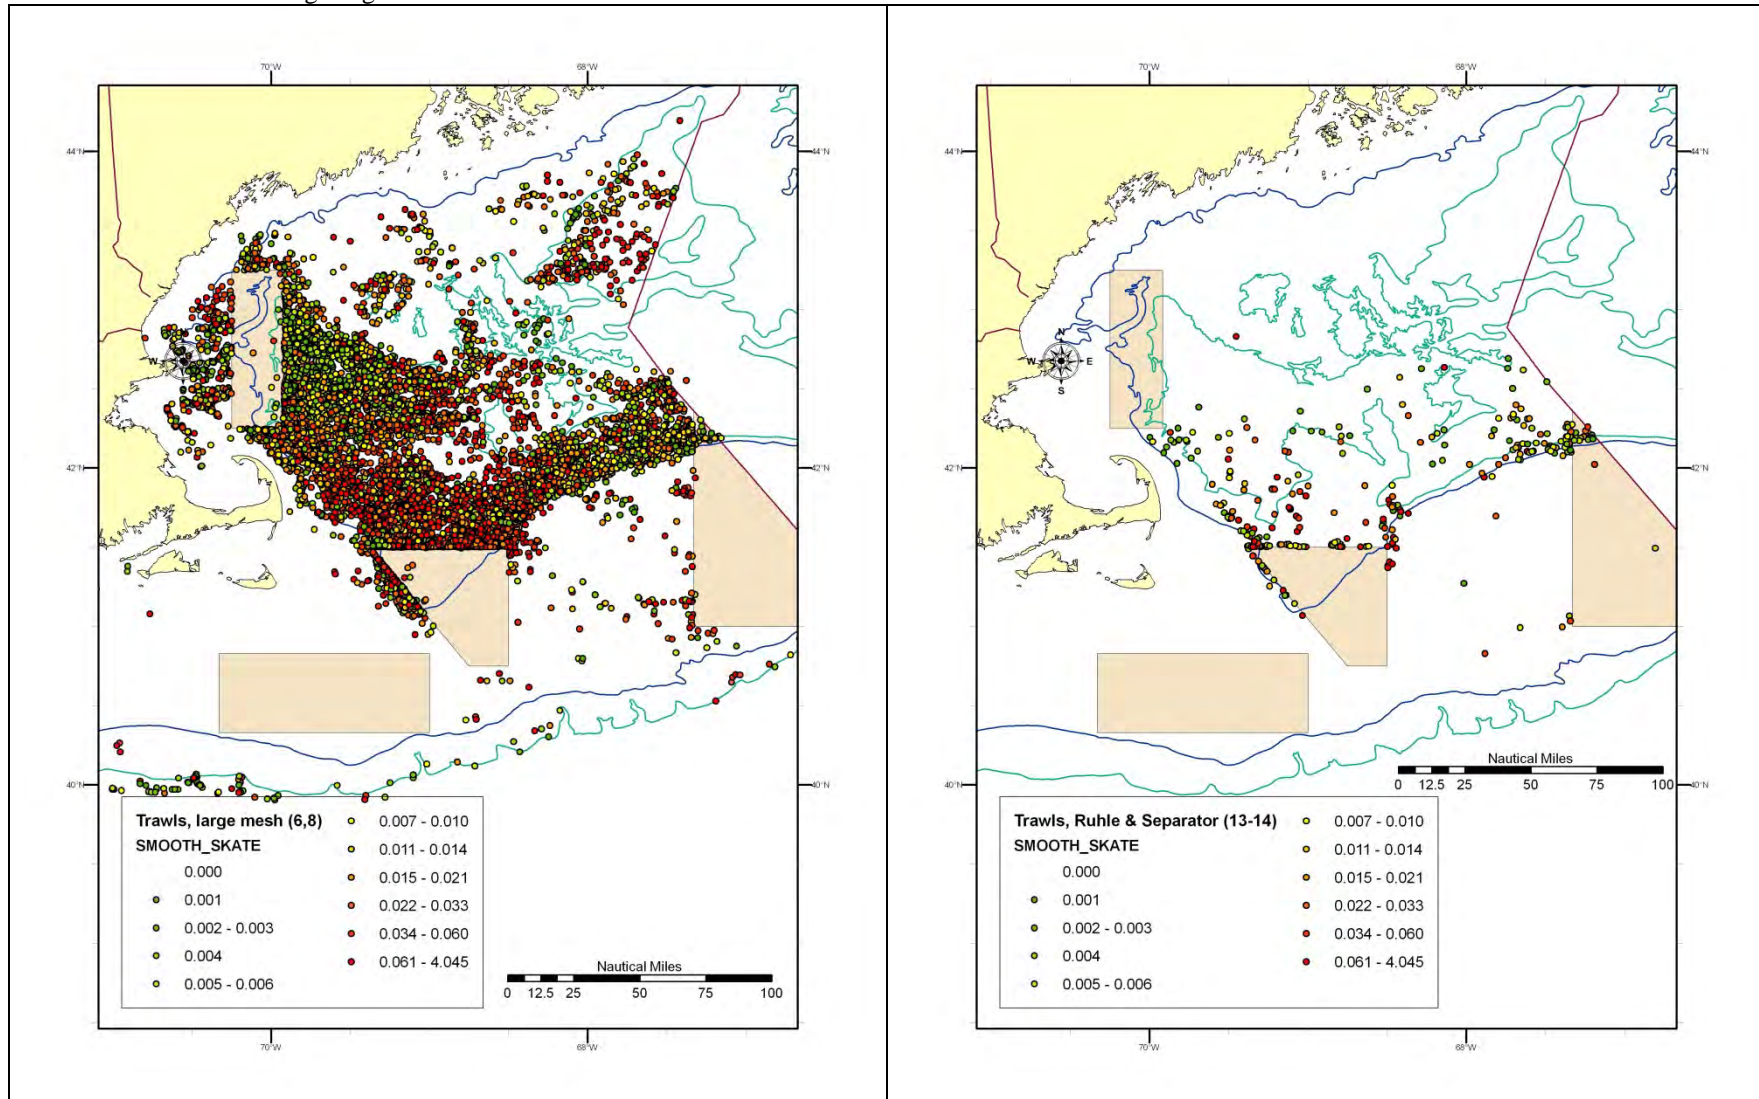 70°W 68°W
44°N 44°N
N
W E
S
42°N 42°N
40°N 40°N
Trawls, large mesh (6,8)
SMOOTH_SKATE
0.000
0.001
0.002 - 0.003
0.004
0.005 - 0.006
0.007 - 0.010
0.011 - 0.014
0.015 - 0.021
0.022 - 0.033
0.034 - 0.060
0.061 - 4.045
Nautical Miles
0 12.5 25 50 75 100
70°W 68°W
70°W 68°W
44°N 44°N
N
W E
S
42°N 42°N
40°N 40°N
Nautical Miles
0 12.5 25 50 75 100
Trawls, Ruhle & Separator (13-14)
SMOOTH_SKATE
0.000
0.001
0.002 - 0.003
0.004
0.005 - 0.006
0.007 - 0.010
0.011 - 0.014
0.015 - 0.021
0.022 - 0.033
0.034 - 0.060
0.061 - 4.045
70°W 68°W